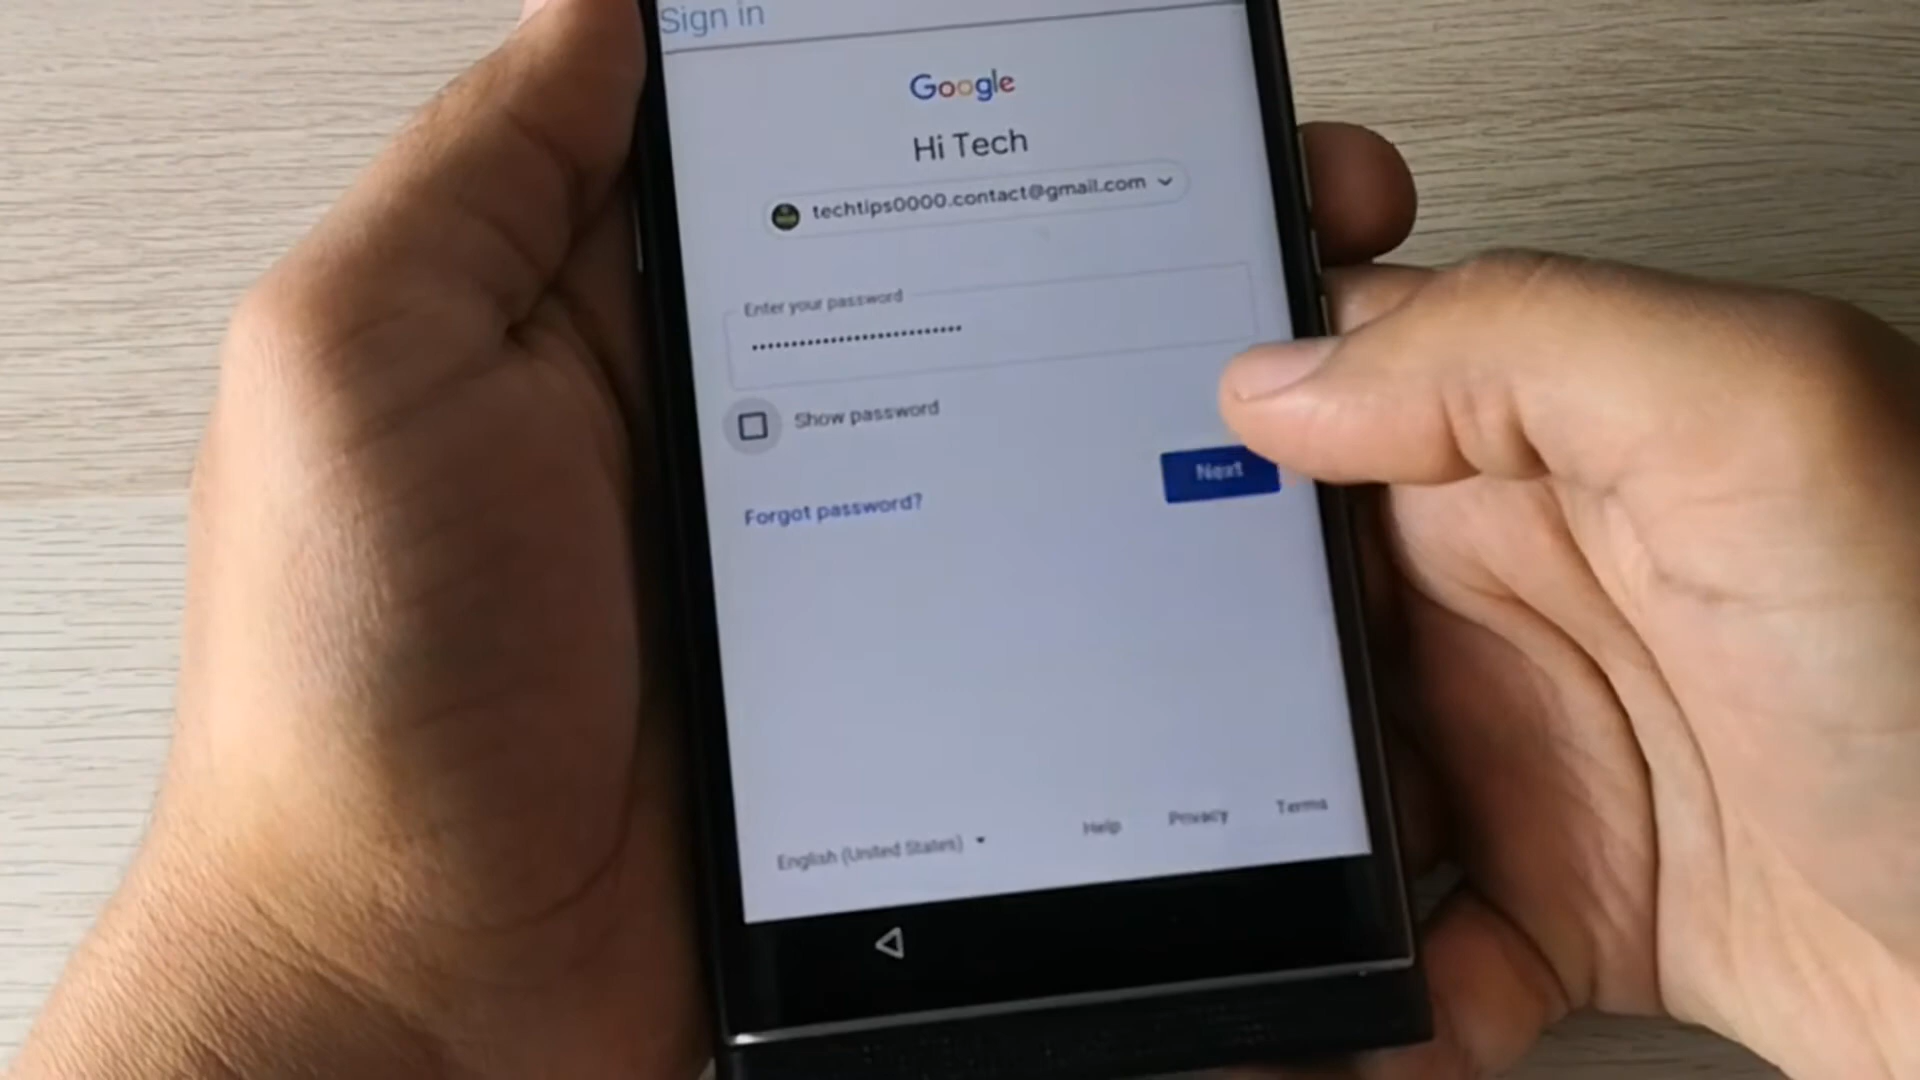 Sign in
Google
Hi Tech
techtips0000.contact@gmail.com
Enter your password
•••••••••••••••••••••••••••
Show password
Next
Forgot password?
English (United States)
Help
Privacy
Terms